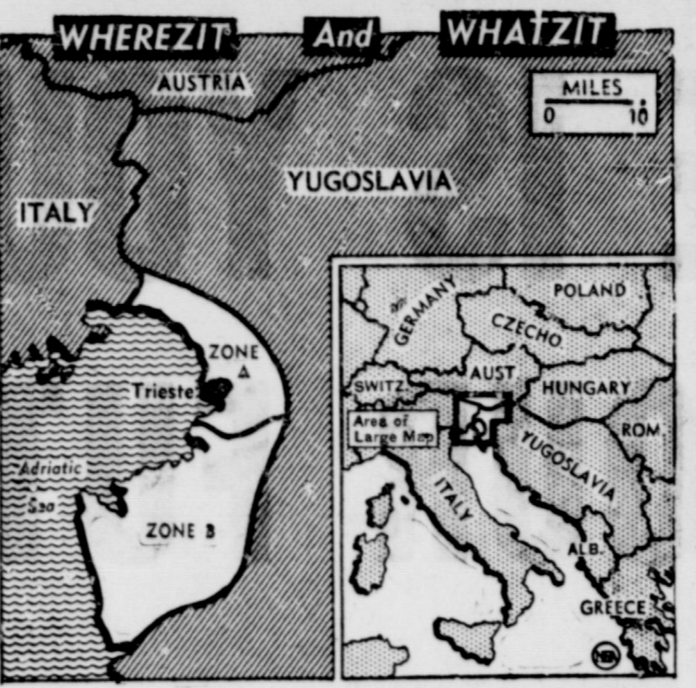 WHEREZIT And WHATZIT
AUSTRIA
MILES
0 10
YUGOSLAVIA
ITALY
ZONE
A
Trieste
Adriatic
Sea
ZONE B
POLAND
GERMANY
CZECHO
AUST
SWITZ.
HUNGARY
Area of
Large Map
ROM.
YUGOSLAVIA
ITALY
ALB.
GREECE
NEA